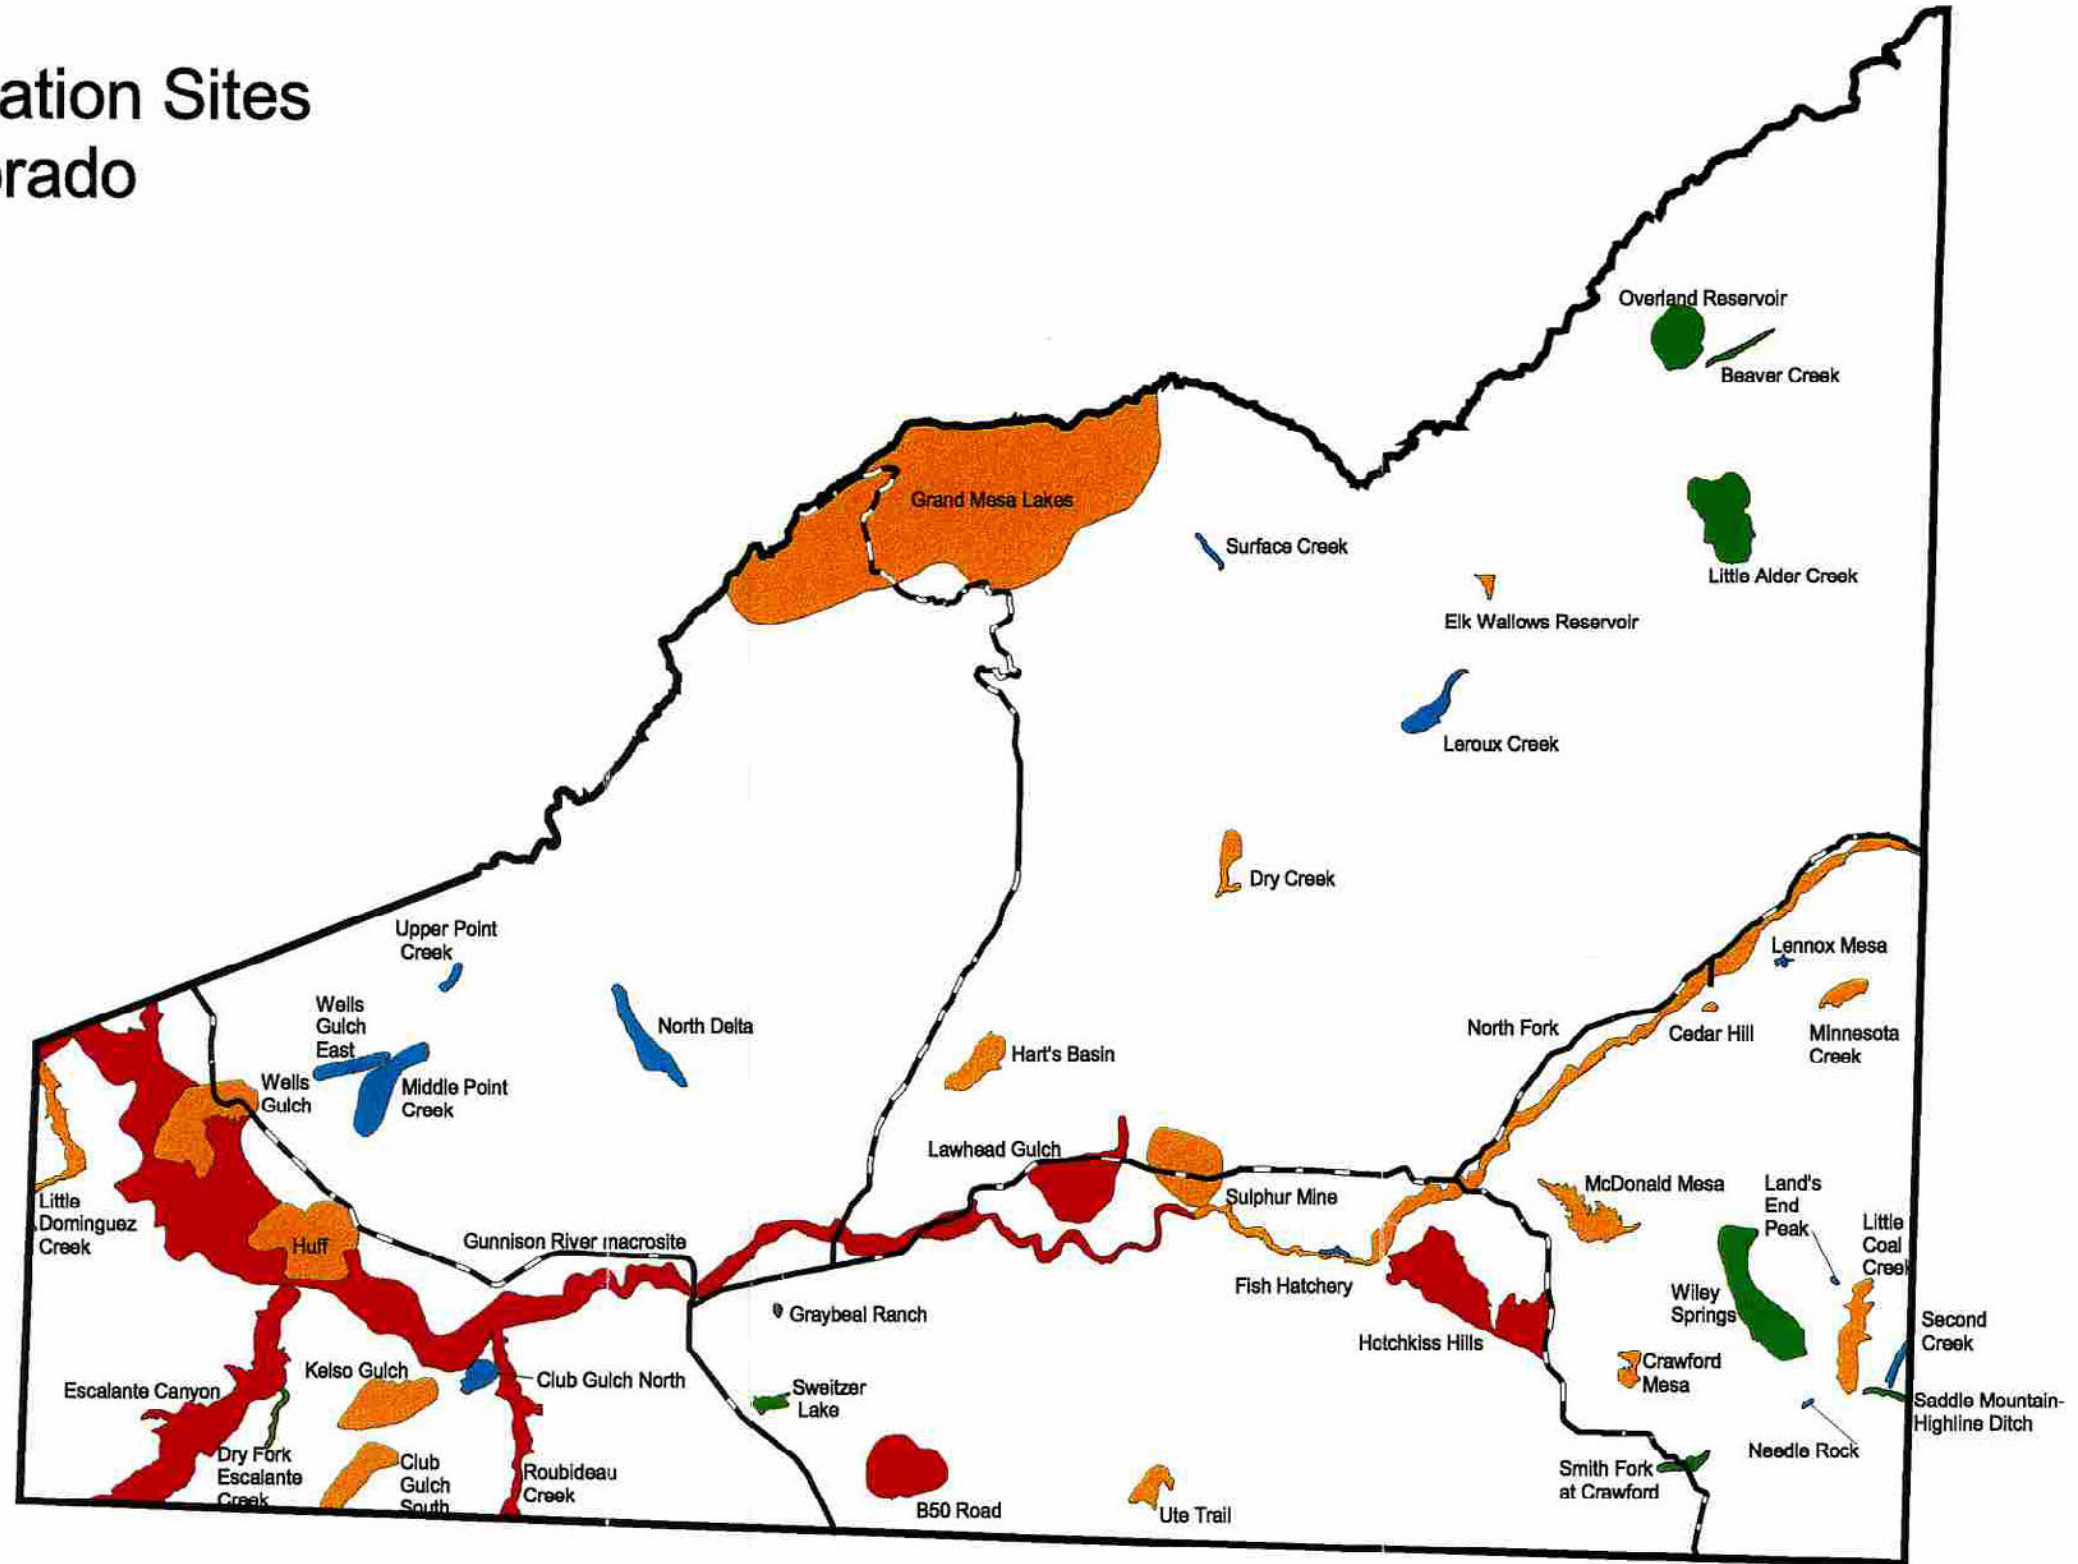 ation Sites
orado
Overland Reservoir
Beaver Creek
Grand Mesa Lakes
Surface Creek
Little Alder Creek
Elk Wallows Reservoir
Leroux Creek
Dry Creek
Upper Point
Creek
Lennox Mesa
Wells
Gulch
East
North Delta
North Fork
Cedar Hill
Minnesota
Creek
Hart's Basin
Wells
Gulch
Middle Point
Creek
Lawhead Gulch
Sulphur Mine
McDonald Mesa
Land's
End
Peak
Little
Dominguez
Creek
Huff
Gunnison River macrosite
Little
Coal
Creek
Fish Hatchery
Wiley
Springs
Graybeal Ranch
Second
Creek
Hotchkiss Hills
Kelso Gulch
Club Gulch North
Crawford
Mesa
Escalante Canyon
Sweitzer
Lake
Saddle Mountain-
Highline Ditch
Needle Rock
Dry Fork
Escalante
Creek
Club
Gulch
South
Roubideau
Creek
Smith Fork
at Crawford
B50 Road
Ute Trail